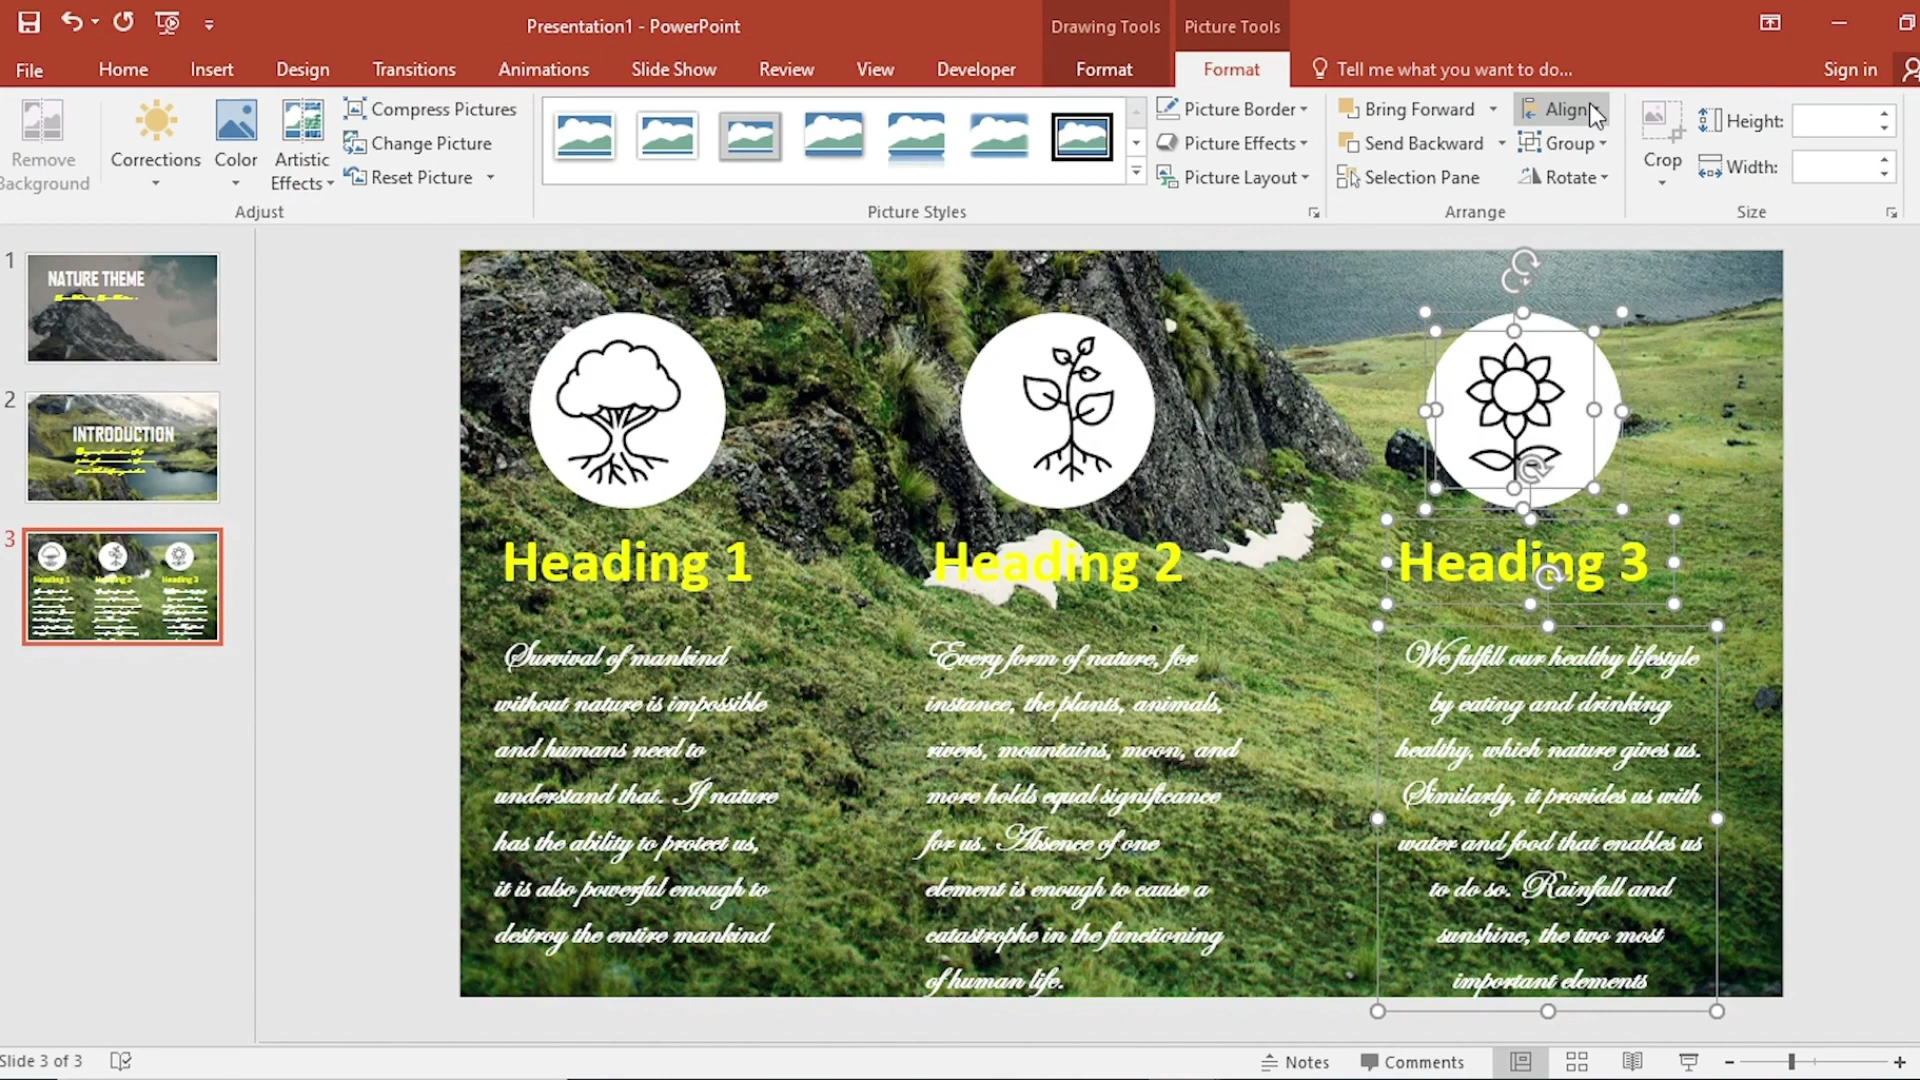 Presentation1 - PowerPoint
Drawing Tools
Picture Tools
File
Home
Insert
Design
Transitions
Animations
Slide Show
Review
View
Developer
Format
Format
Tell me what you want to do...
Sign in
Remove
Background
Corrections
Color
Artistic
Effects
Compress Pictures
Change Picture
Reset Picture
Adjust
Picture Styles
Picture Border
Picture Effects
Picture Layout
Bring Forward
Send Backward
Selection Pane
Align
Group
Rotate
Arrange
Crop
Height:
Width:
Size
1
NATURE THEME
2
INTRODUCTION
3
Heading 1
Heading 2
Heading 3
Heading 1
Survival of mankind
without nature is impossible
and humans need to
understand that. If nature
has the ability to protect us,
it is also powerful enough to
destroy the entire mankind
Heading 2
Every form of nature, for
instance, the plants, animals,
rivers, mountains, moon, and
more holds equal significance
for us. Absence of one
element is enough to cause a
catastrophe in the functioning
of human life.
Heading 3
We fulfill our healthy lifestyle
by eating and drinking
healthy, which nature gives us.
Similarly, it provides us with
water and food that enables us
to do so. Rainfall and
sunshine, the two most
important elements
Slide 3 of 3
Notes
Comments